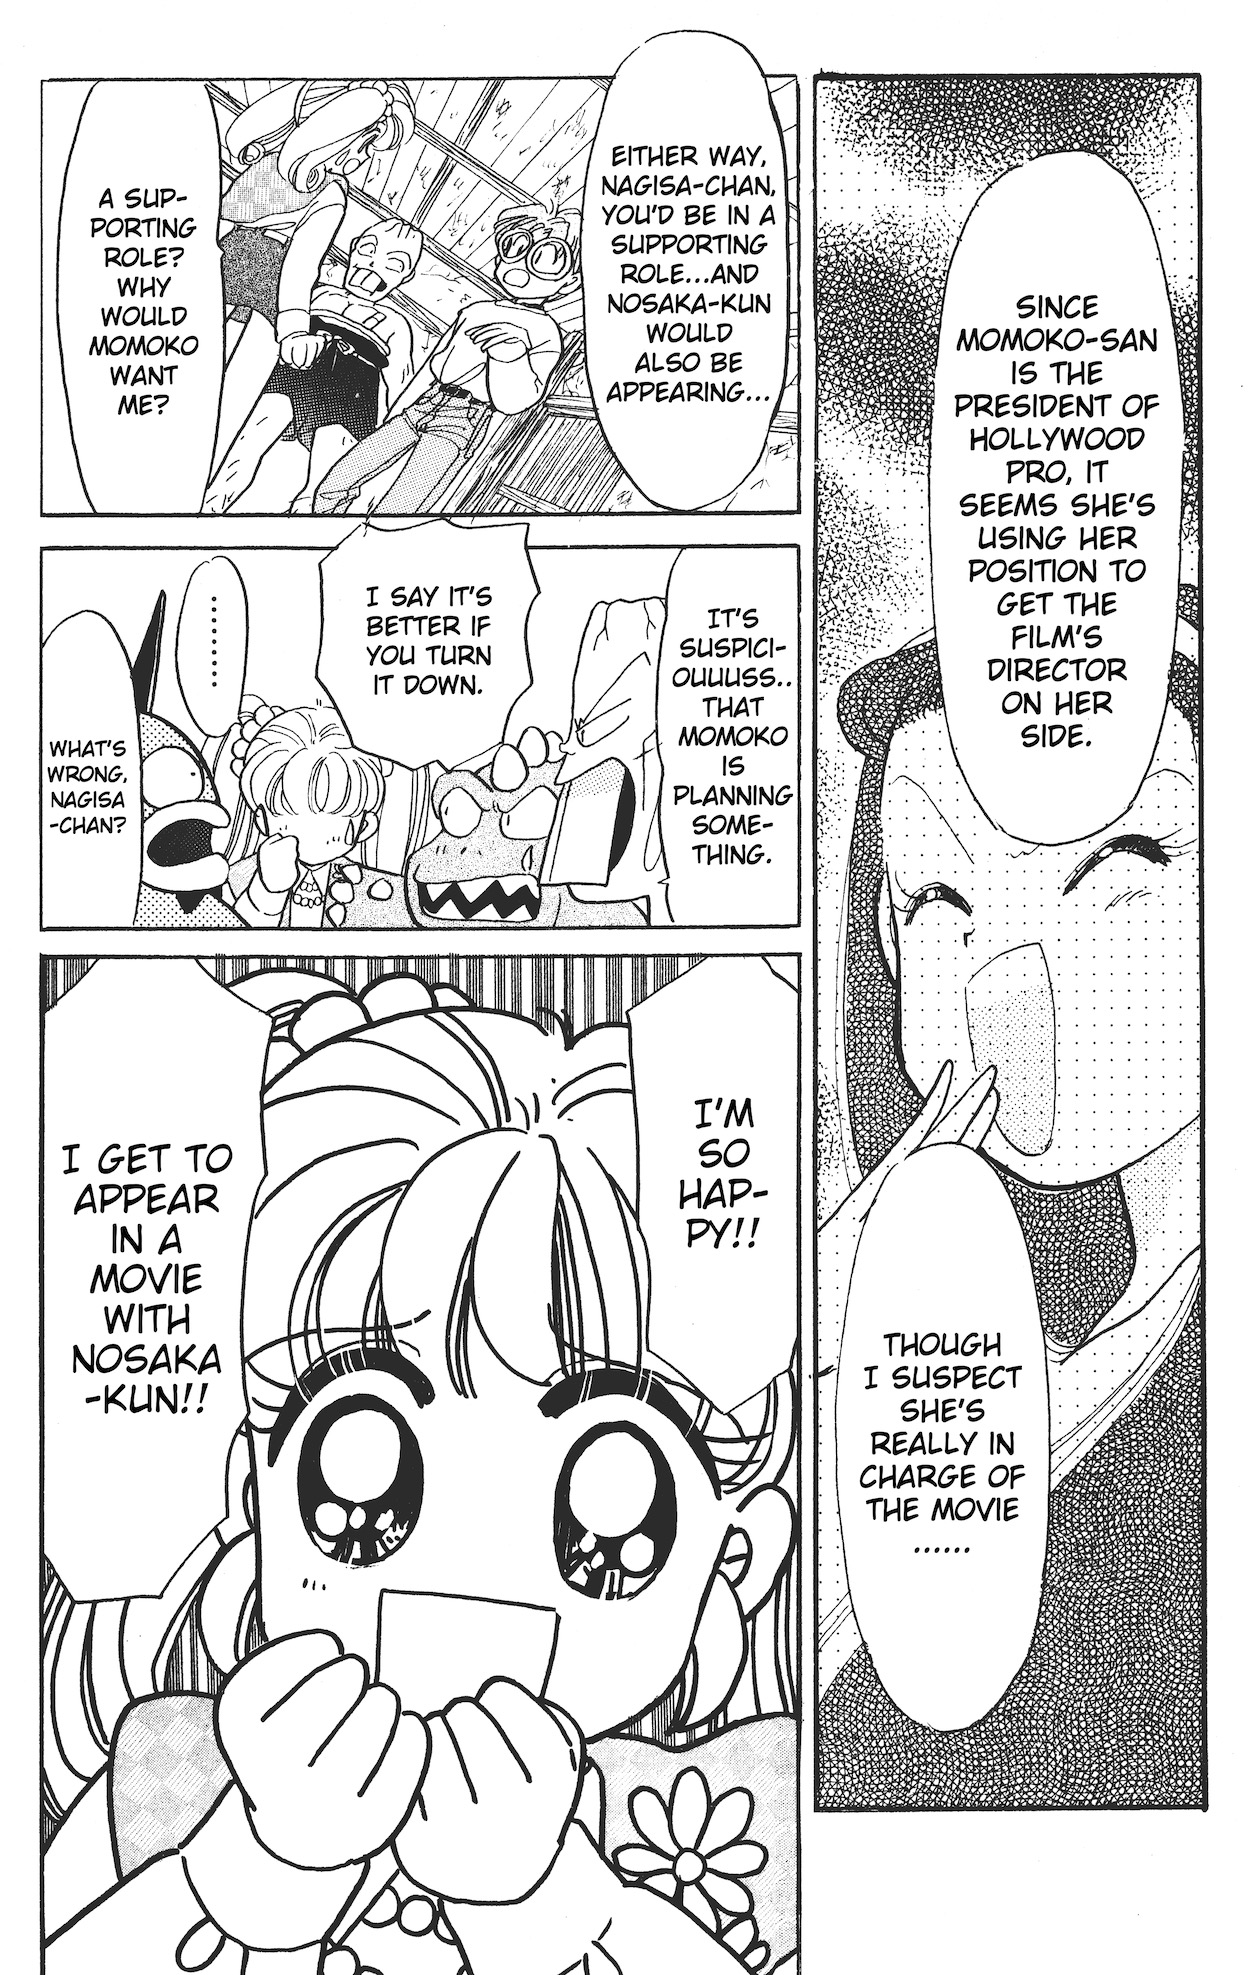 SINCE
MOMOKO-SAN
IS THE
PRESIDENT OF
HOLLYWOOD
PRO, IT
SEEMS SHE'S
USING HER
POSITION TO
GET THE
FILM'S
DIRECTOR
ON HER
SIDE.
THOUGH
I SUSPECT
SHE'S
REALLY IN
CHARGE OF
THE MOVIE
......
EITHER WAY,
NAGISA-CHAN,
YOU'D BE IN A
SUPPORTING
ROLE...AND
NOSAKA-KUN
WOULD
ALSO BE
APPEARING...
A SUP-
PORTING
ROLE?
WHY
WOULD
MOMOKO
WANT
ME?
IT'S
SUSPICI-
OUUUSS..
THAT
MOMOKO
IS
PLANNING
SOME-
THING.
I SAY IT'S
BETTER IF
YOU TURN
IT DOWN.
........
WHAT'S
WRONG,
NAGISA
-CHAN?
I'M
SO
HAP-
PY!!
I GET TO
APPEAR
IN A
MOVIE
WITH
NOSAKA
-KUN!!